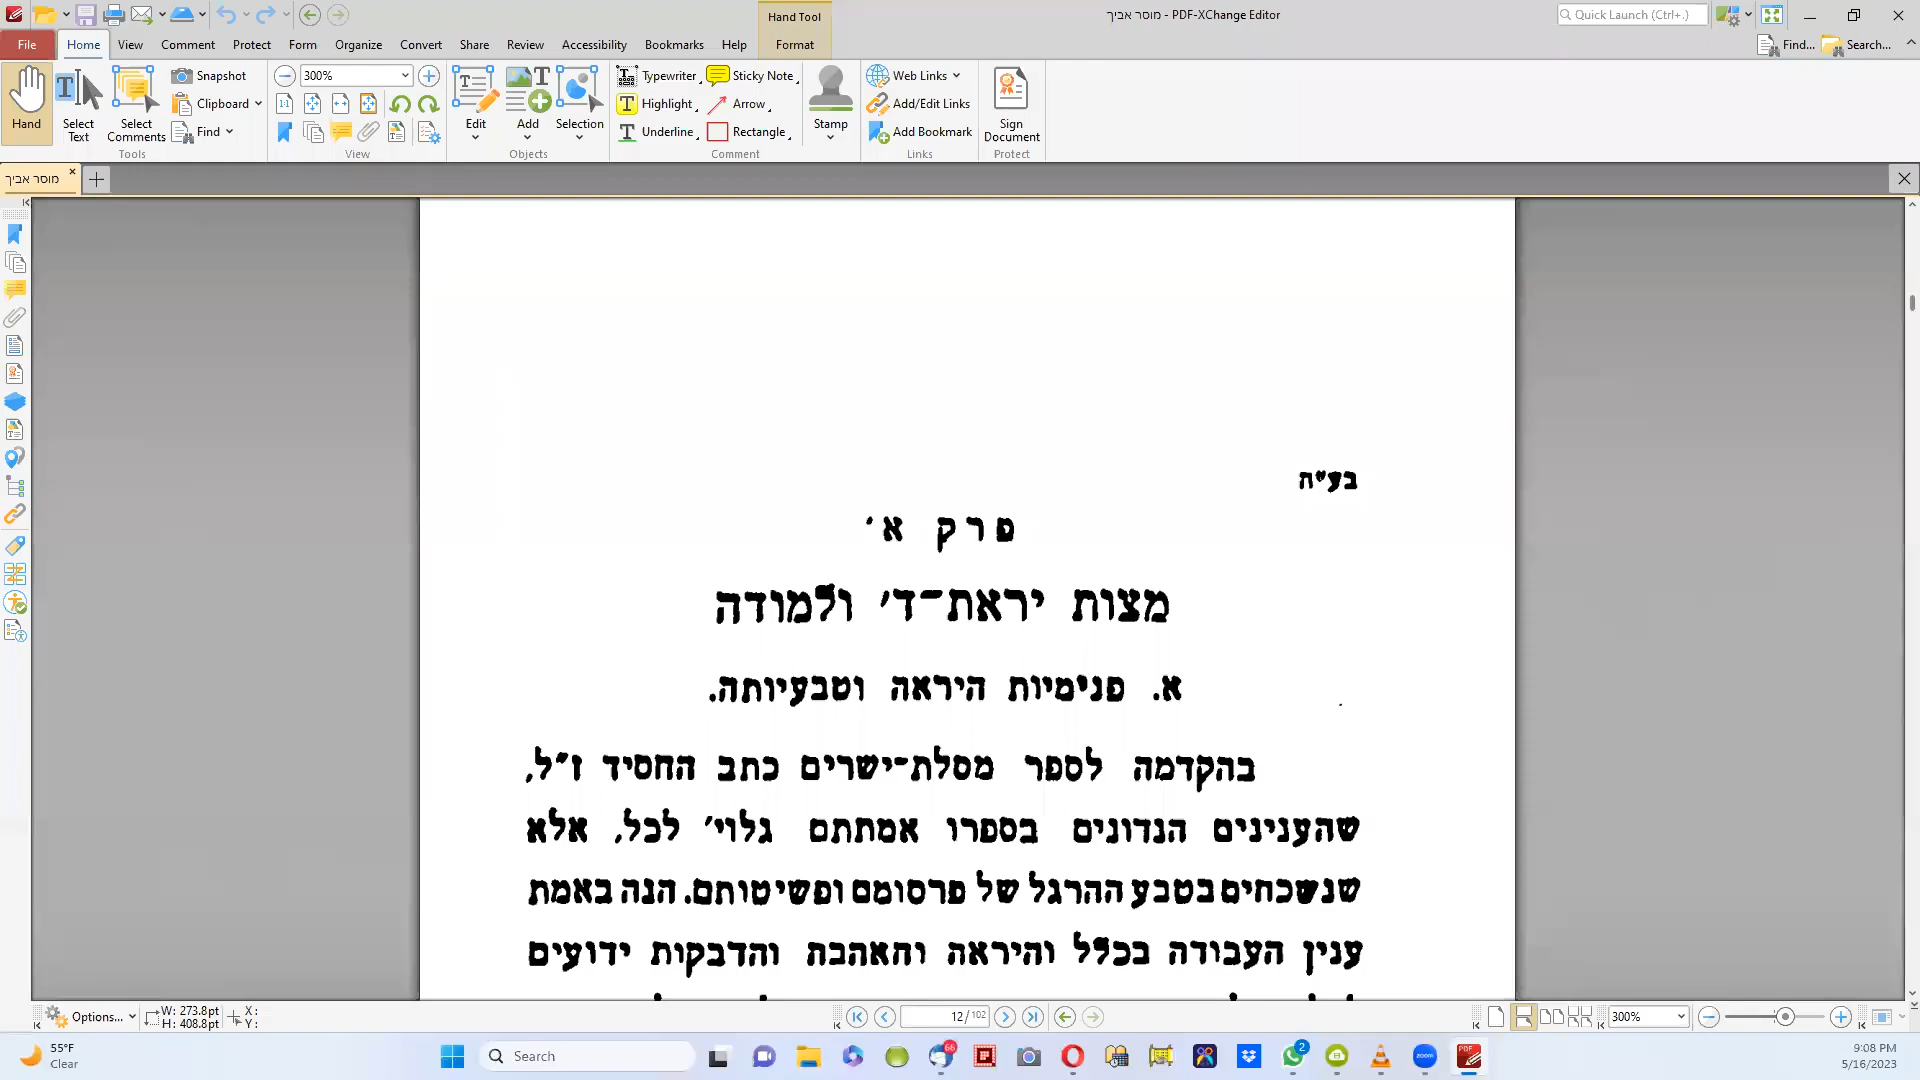 Hand Tool
מוסר אביך - PDF-XChange Editor
Quick Launch (Ctrl+.)
File Home View Comment Protect Form Organize Convert Share Review Accessibility Bookmarks Help Format Find... Search...
Hand
Select Text
Select Comments
Snapshot
Clipboard
Find
Tools
300%
View
Edit
Add
Selection
Objects
Typewriter Sticky Note
Highlight Arrow
Underline Rectangle
Stamp
Comment
Web Links
Add/Edit Links
Add Bookmark
Links
Sign Document
Protect
מוסר אביך
בע״ה
פרק א׳
מצות יראת־ד׳ ולמודה
א. פנימיות היראה וטבעיותה.
בהקדמה לספר מסלת־ישרים כתב החסיד ז״ל,
שהענינים הנדונים בספרו אמתתם גלוי׳ לכל, אלא
שנשכחים בטבע ההרגל של פרסומם ופשיטותם. הנה באמת
ענין העבודה בכלל והיראה והאהבה והדבקות ידועים
Options...
W: 273.8pt
H: 408.8pt
X:
Y:
12 / 102
300%
55°F
Clear
Search
66
2
zoom
9:08 PM
5/16/2023